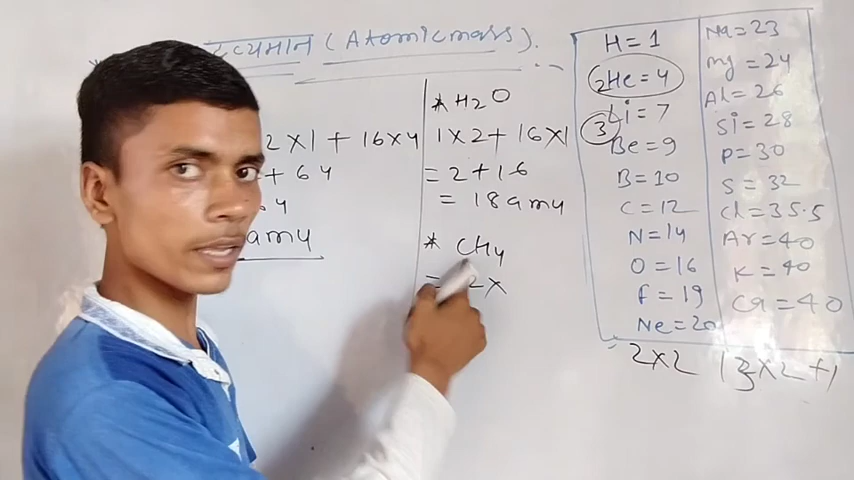 द्रव्यमान (Atomic mass).
2×1 + 16×4
+ 64
amu
* H₂O
1×2 + 16×1
= 2 + 16
= 18 amu
* CH₄
= 2×
H = 1
₂He = 4
3 Li = 7
Be = 9
B = 10
C = 12
N = 14
O = 16
F = 19
Ne = 20
Na = 23
mg = 24
Al = 26
Si = 28
P = 30
S = 32
Cl = 35.5
Ar = 40
K = 40
Ca = 40
2×2
×2+1